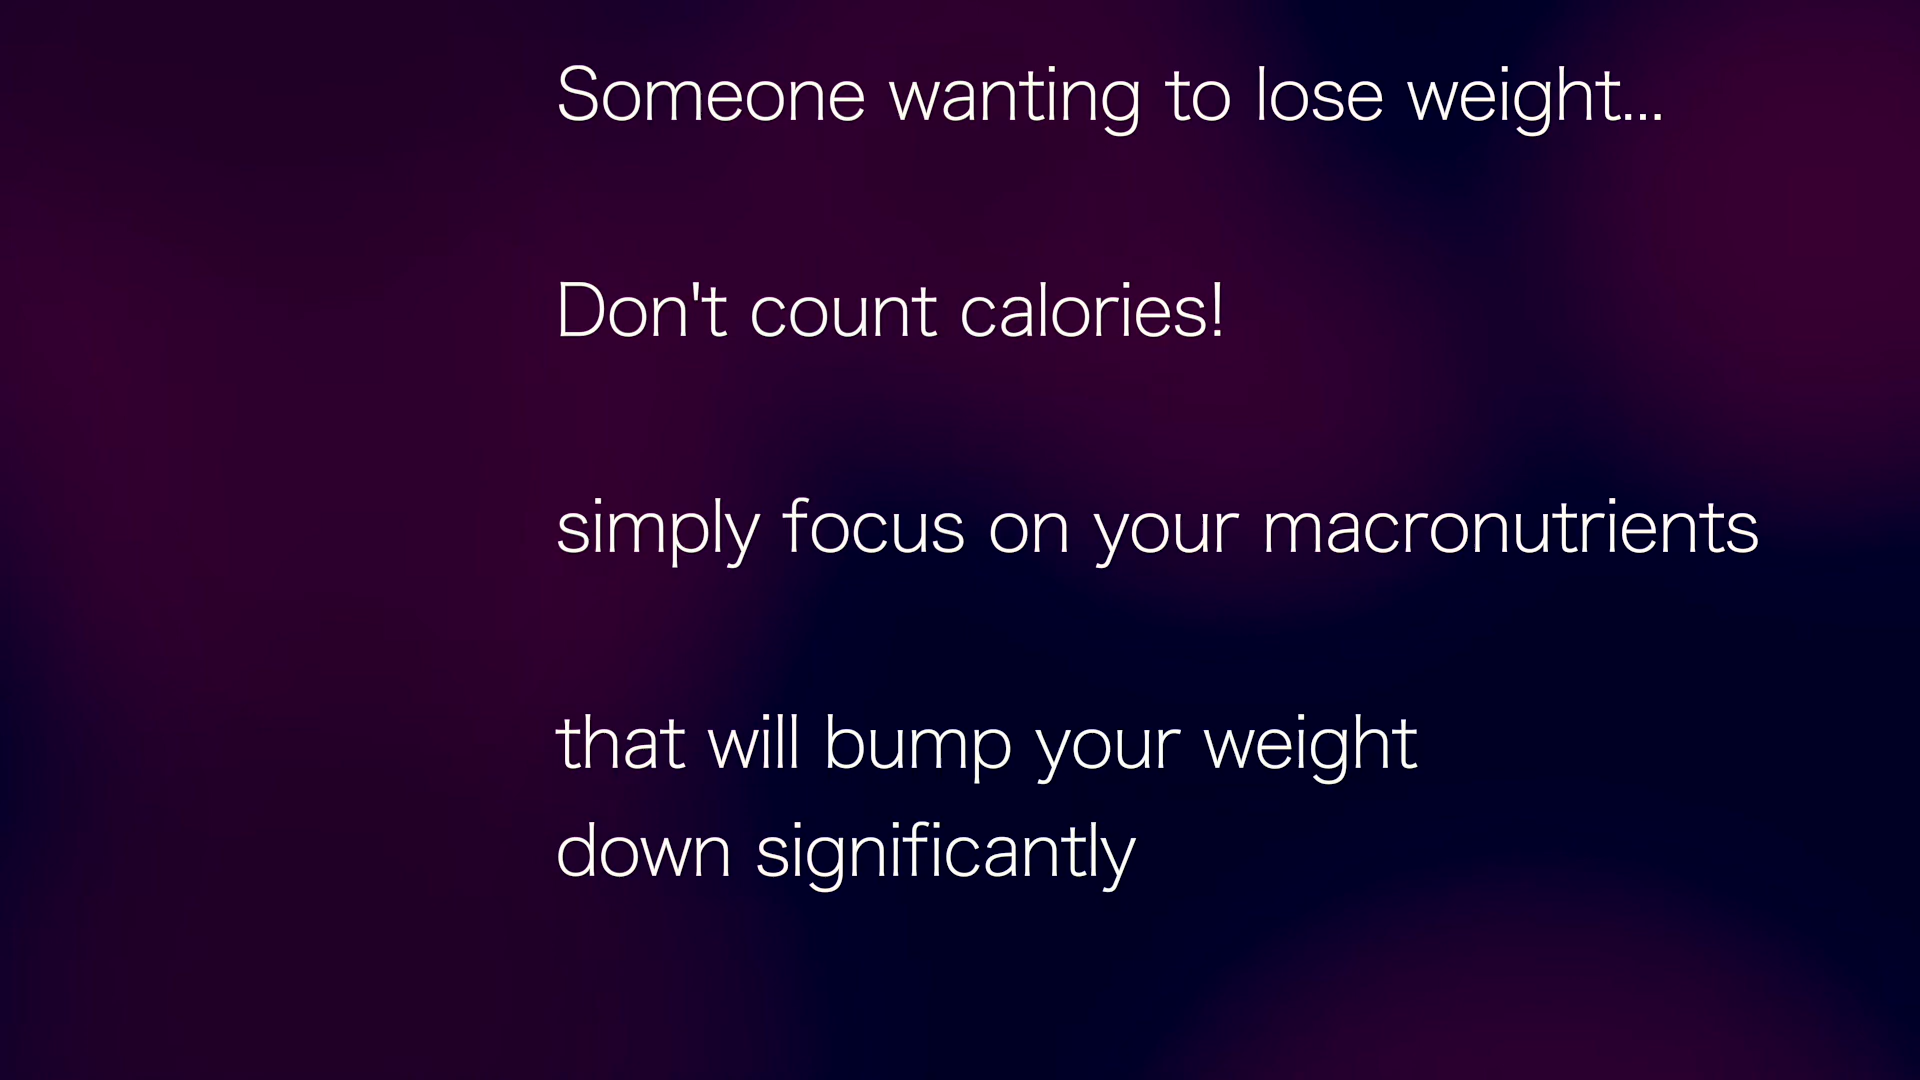 Someone wanting to lose weight...
Don't count calories!
simply focus on your macronutrients
that will bump your weight
down significantly